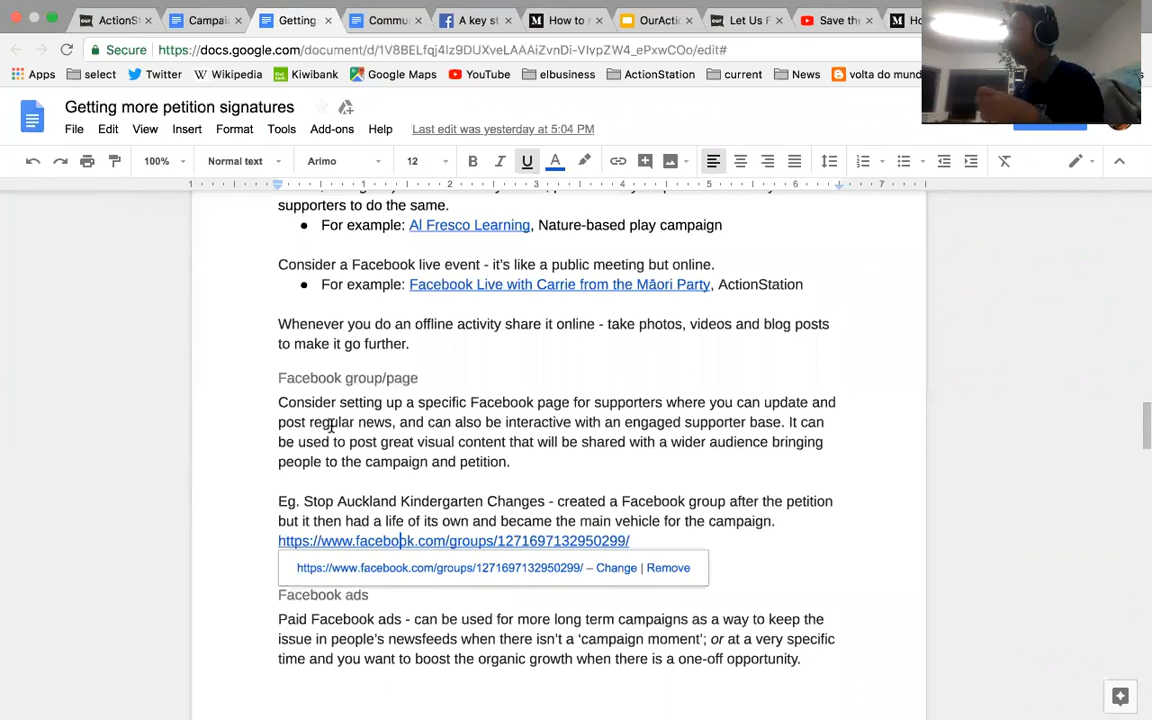 ActionSt
Campai
Getting
Commu
A key st
How to
OurActi
Let Us F
Save the
Ho
Secure
https://docs.google.com/document/d/1V8BELfqj4lz9DUXveLAAAiZvnDi-VIvpZW4_ePxwCOo/edit#
Apps
select
Twitter
Wikipedia
Kiwibank
Google Maps
YouTube
elbusiness
ActionStation
current
News
volta do mund
Getting more petition signatures
File Edit View Insert Format Tools Add-ons Help Last edit was yesterday at 5:04 PM
100% Normal text Arimo 12 B I U A
1 1 2 3 4 5 6 7
supporters to do the same.
● For example: Al Fresco Learning, Nature-based play campaign
Consider a Facebook live event - it's like a public meeting but online.
● For example: Facebook Live with Carrie from the Māori Party, ActionStation
Whenever you do an offline activity share it online - take photos, videos and blog posts
to make it go further.
Facebook group/page
Consider setting up a specific Facebook page for supporters where you can update and
post regular news, and can also be interactive with an engaged supporter base. It can
be used to post great visual content that will be shared with a wider audience bringing
people to the campaign and petition.
Eg. Stop Auckland Kindergarten Changes - created a Facebook group after the petition
but it then had a life of its own and became the main vehicle for the campaign.
https://www.facebook.com/groups/1271697132950299/
https://www.facebook.com/groups/1271697132950299/ – Change | Remove
Facebook ads
Paid Facebook ads - can be used for more long term campaigns as a way to keep the
issue in people's newsfeeds when there isn't a 'campaign moment'; or at a very specific
time and you want to boost the organic growth when there is a one-off opportunity.